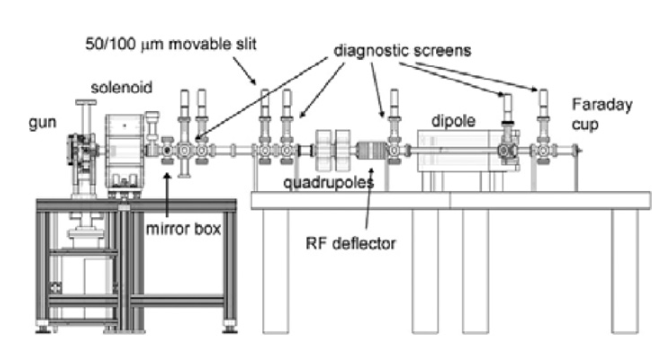 50/100 μm movable slit
diagnostic screens
solenoid
gun
dipole
Faraday
cup
quadrupoles
mirror box
RF deflector